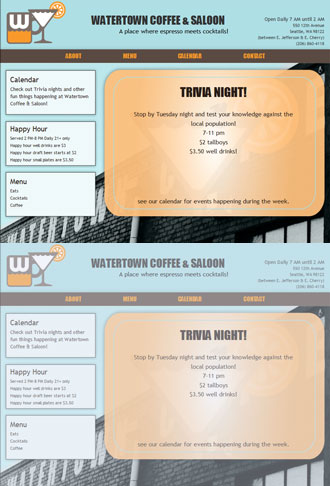 WATERTOWN COFFEE & SALOON
A place where espresso meets cocktails!
Open Daily 7 AM until 2 AM
550 12th Avenue
Seattle, WA 98122
(between E. Jefferson & E. Cherry)
ABOUT MENU CALENDAR CONTACT
Calendar
Check out Trivia nights and other
fun things happening at Watertown
Coffee & Saloon!
Happy Hour
Served 2 PM-8 PM Daily 21+ only
Happy hour well drinks are $3
Happy hour draft beer starts at $2
Happy hour small plates are $3.50
Menu
Eats
Cocktails
Coffee
TRIVIA NIGHT!
Stop by Tuesday night and test your knowledge against the
local population!
7-11 pm
$2 tallboys
$3.50 well drinks!
see our calendar for events happening during the week.
WATERTOWN COFFEE & SALOON
A place where espresso meets cocktails!
Open Daily 7 AM until 2 AM
550 12th Avenue
Seattle, WA 98122
(between E. Jefferson & E. Cherry)
ABOUT MENU CALENDAR CONTACT
Calendar
Check out Trivia nights and other
fun things happening at Watertown
Coffee & Saloon!
Happy Hour
Served 2 PM-8 PM Daily 21+ only
Happy hour well drinks are $3
Happy hour draft beer starts at $2
Happy hour small plates are $3.50
Menu
Eats
Cocktails
Coffee
TRIVIA NIGHT!
Stop by Tuesday night and test your knowledge against the
local population!
7-11 pm
$2 tallboys
$3.50 well drinks!
see our calendar for events happening during the week.